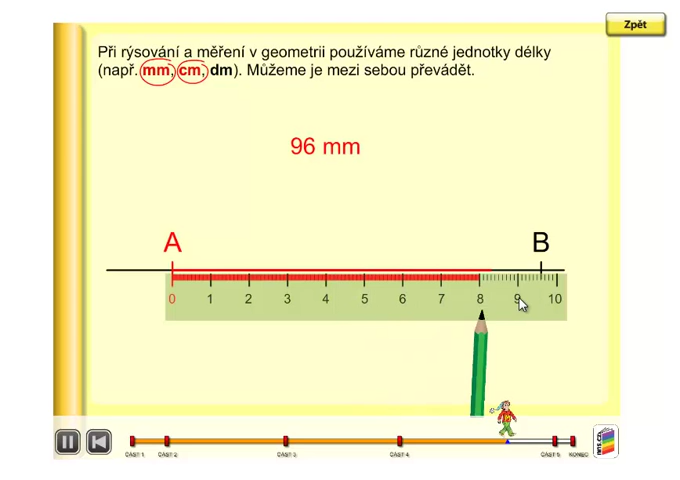 Zpět
Při rýsování a měření v geometrii používáme různé jednotky délky
(např. mm, cm, dm). Můžeme je mezi sebou převádět.
96 mm
A B
0 1 2 3 4 5 6 7 8 9 10
ČÁST 1 ČÁST 2 ČÁST 3 ČÁST 4 ČÁST 5 KONEC